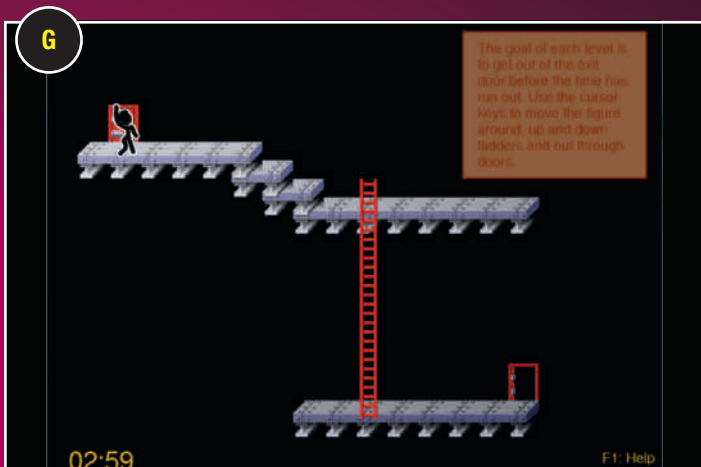 G
The goal of each level is
to get out of the exit
door before the time has
run out. Use the cursor
keys to move the figure
around, up and down
ladders and out through
doors.
02:59
F1: Help